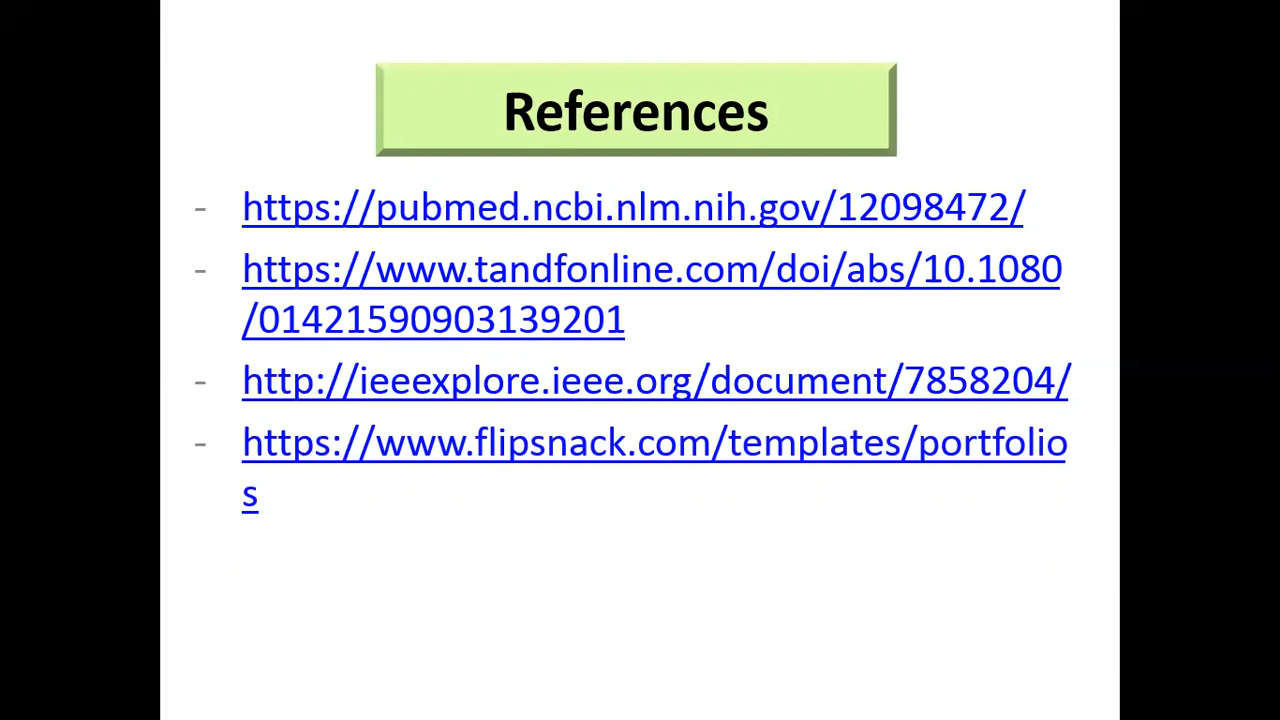 References
- https://pubmed.ncbi.nlm.nih.gov/12098472/
- https://www.tandfonline.com/doi/abs/10.1080
/01421590903139201
- http://ieeexplore.ieee.org/document/7858204/
- https://www.flipsnack.com/templates/portfolio
s